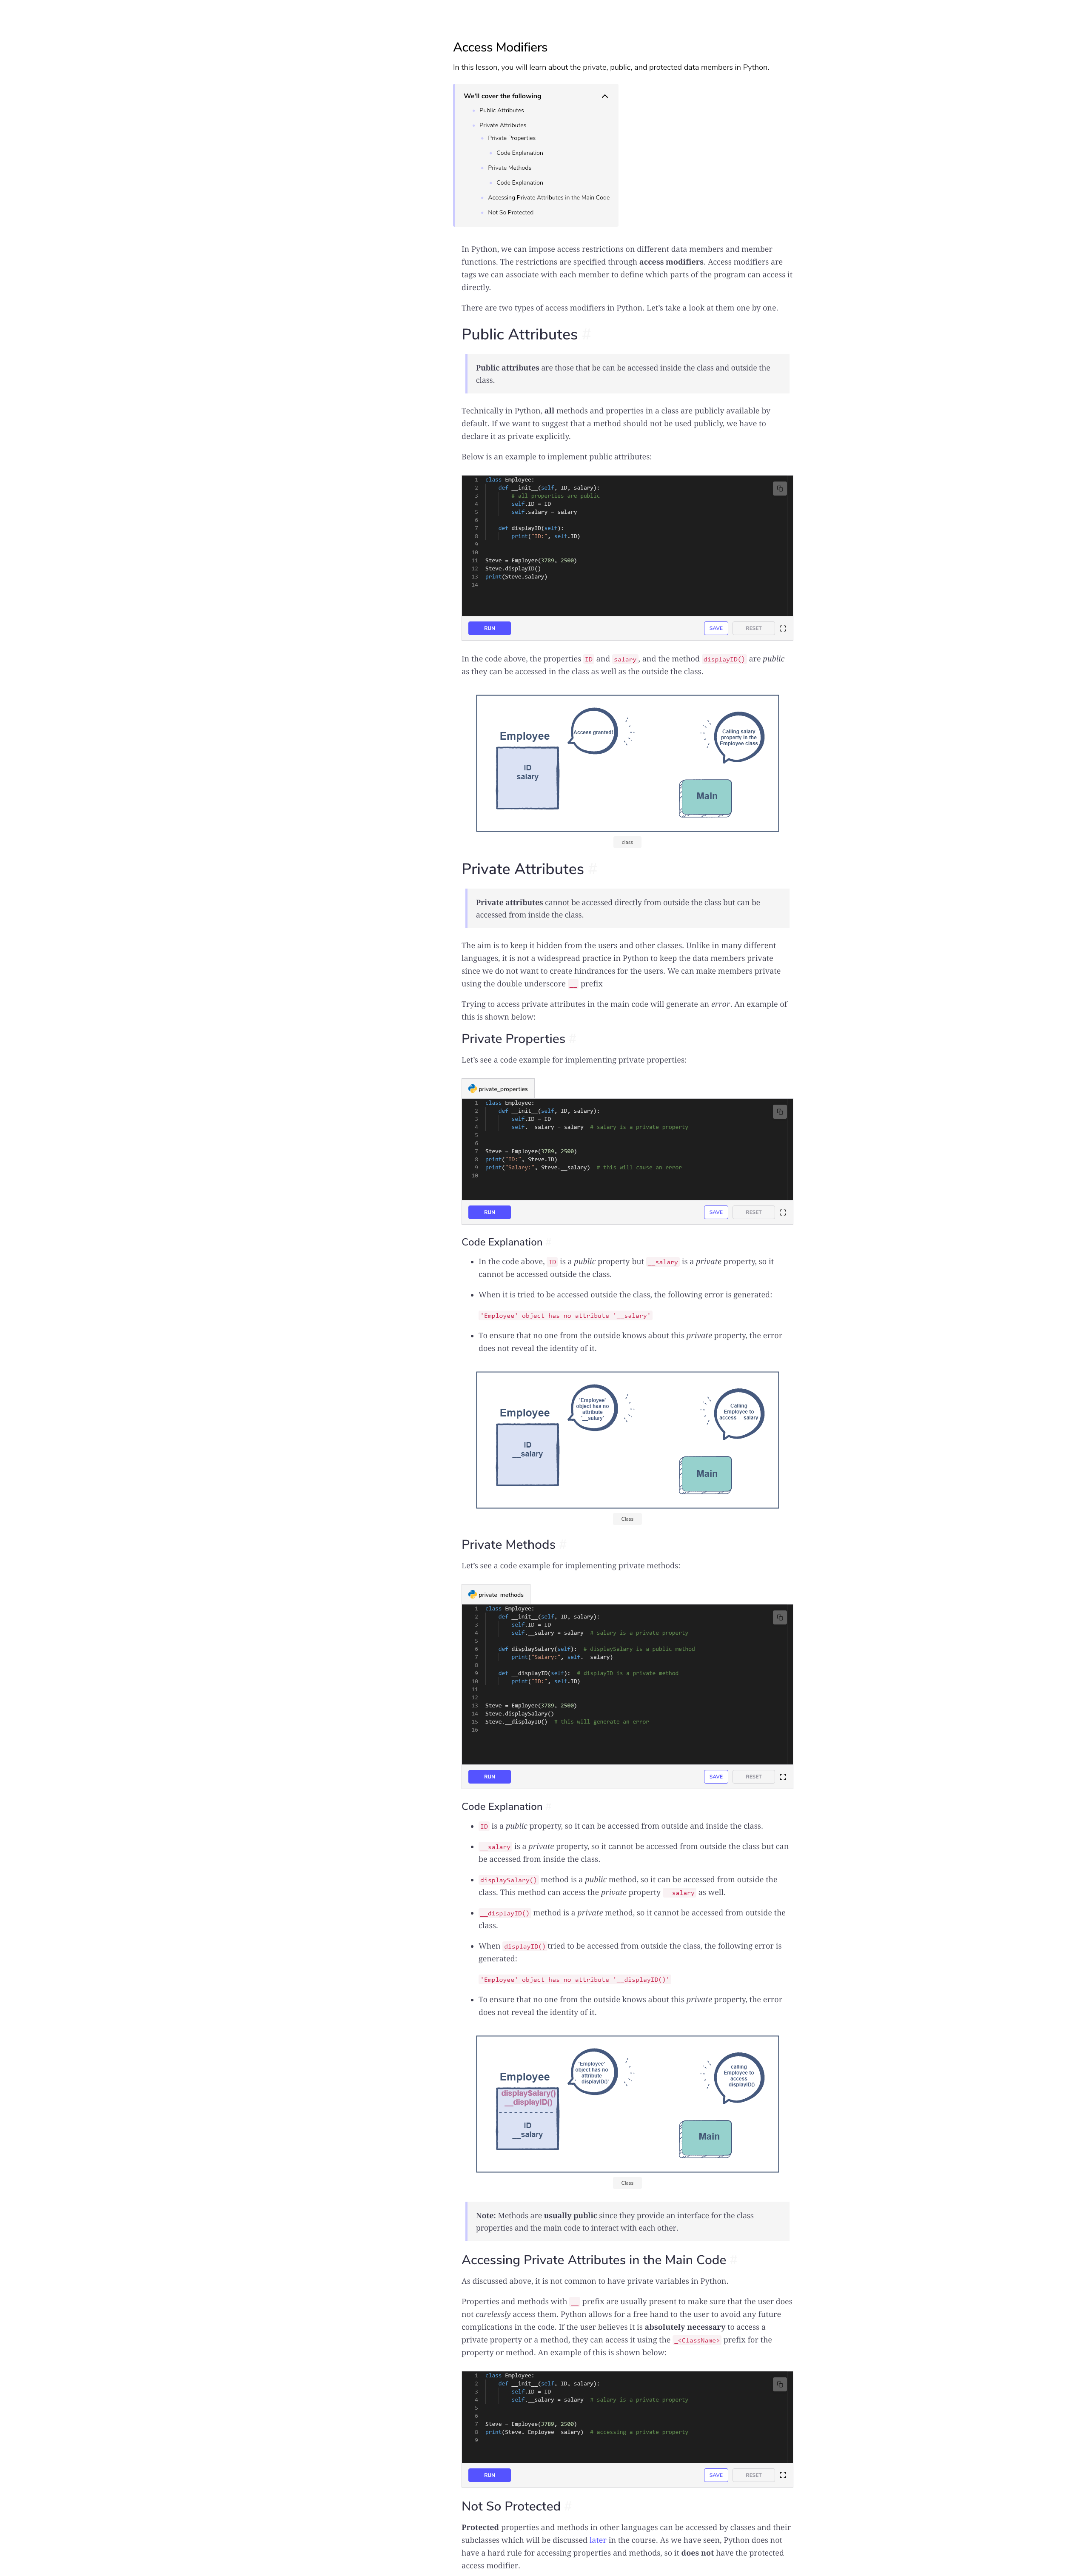 Access Modifiers
In this lesson, you will learn about the private, public, and protected data members in Python.
We'll cover the following
Public Attributes
Private Attributes
Private Properties
Code Explanation
Private Methods
Code Explanation
Accessing Private Attributes in the Main Code
Not So Protected
In Python, we can impose access restrictions on different data members and member
functions. The restrictions are specified through access modifiers. Access modifiers are
tags we can associate with each member to define which parts of the program can access it
directly.
There are two types of access modifiers in Python. Let's take a look at them one by one.
Public Attributes
Public attributes are those that be can be accessed inside the class and outside the
class.
Technically in Python, all methods and properties in a class are publicly available by
default. If we want to suggest that a method should not be used publicly, we have to
declare it as private explicitly.
Below is an example to implement public attributes:
1 class Employee:
2 def __init__(self, ID, salary):
3 # all properties are public
4 self.ID = ID
5 self.salary = salary
6
7 def displayID(self):
8 print("ID:", self.ID)
9
10
11 Steve = Employee(3789, 2500)
12 Steve.displayID()
13 print(Steve.salary)
14
RUN SAVE RESET
In the code above, the properties ID and salary, and the method displayID() are public
as they can be accessed in the class as well as the outside the class.
Employee
ID
salary
Access granted!
Calling salary
property in the
Employee class
Main
class
Private Attributes
Private attributes cannot be accessed directly from outside the class but can be
accessed from inside the class.
The aim is to keep it hidden from the users and other classes. Unlike in many different
languages, it is not a widespread practice in Python to keep the data members private
since we do not want to create hindrances for the users. We can make members private
using the double underscore __ prefix
Trying to access private attributes in the main code will generate an error. An example of
this is shown below:
Private Properties
Let's see a code example for implementing private properties:
private_properties
1 class Employee:
2 def __init__(self, ID, salary):
3 self.ID = ID
4 self.__salary = salary # salary is a private property
5
6
7 Steve = Employee(3789, 2500)
8 print("ID:", Steve.ID)
9 print("Salary:", Steve.__salary) # this will cause an error
10
RUN SAVE RESET
Code Explanation
• In the code above, ID is a public property but __salary is a private property, so it
cannot be accessed outside the class.
• When it is tried to be accessed outside the class, the following error is generated:
'Employee' object has no attribute '__salary'
• To ensure that no one from the outside knows about this private property, the error
does not reveal the identity of it.
Employee
ID
__salary
'Employee'
object has no
attribute
'__salary'
Calling
Employee to
access __salary
Main
Class
Private Methods
Let's see a code example for implementing private methods:
private_methods
1 class Employee:
2 def __init__(self, ID, salary):
3 self.ID = ID
4 self.__salary = salary # salary is a private property
5
6 def displaySalary(self): # displaySalary is a public method
7 print("Salary:", self.__salary)
8
9 def __displayID(self): # displayID is a private method
10 print("ID:", self.ID)
11
12
13 Steve = Employee(3789, 2500)
14 Steve.displaySalary()
15 Steve.__displayID() # this will generate an error
16
RUN SAVE RESET
Code Explanation
• ID is a public property, so it can be accessed from outside and inside the class.
• __salary is a private property, so it cannot be accessed from outside the class but can
be accessed from inside the class.
• displaySalary() method is a public method, so it can be accessed from outside the
class. This method can access the private property __salary as well.
• __displayID() method is a private method, so it cannot be accessed from outside the
class.
• When displayID() tried to be accessed from outside the class, the following error is
generated:
'Employee' object has no attribute '__displayID()'
• To ensure that no one from the outside knows about this private property, the error
does not reveal the identity of it.
Employee
displaySalary()
__displayID()
ID
__salary
'Employee'
object has no
attribute
'__displayID()'
calling
Employee to
access
__displayID()
Main
Class
Note: Methods are usually public since they provide an interface for the class
properties and the main code to interact with each other.
Accessing Private Attributes in the Main Code
As discussed above, it is not common to have private variables in Python.
Properties and methods with __ prefix are usually present to make sure that the user does
not carelessly access them. Python allows for a free hand to the user to avoid any future
complications in the code. If the user believes it is absolutely necessary to access a
private property or a method, they can access it using the _<ClassName> prefix for the
property or method. An example of this is shown below:
1 class Employee:
2 def __init__(self, ID, salary):
3 self.ID = ID
4 self.__salary = salary # salary is a private property
5
6
7 Steve = Employee(3789, 2500)
8 print(Steve._Employee__salary) # accessing a private property
9
RUN SAVE RESET
Not So Protected
Protected properties and methods in other languages can be accessed by classes and their
subclasses which will be discussed later in the course. As we have seen, Python does not
have a hard rule for accessing properties and methods, so it does not have the protected
access modifier.